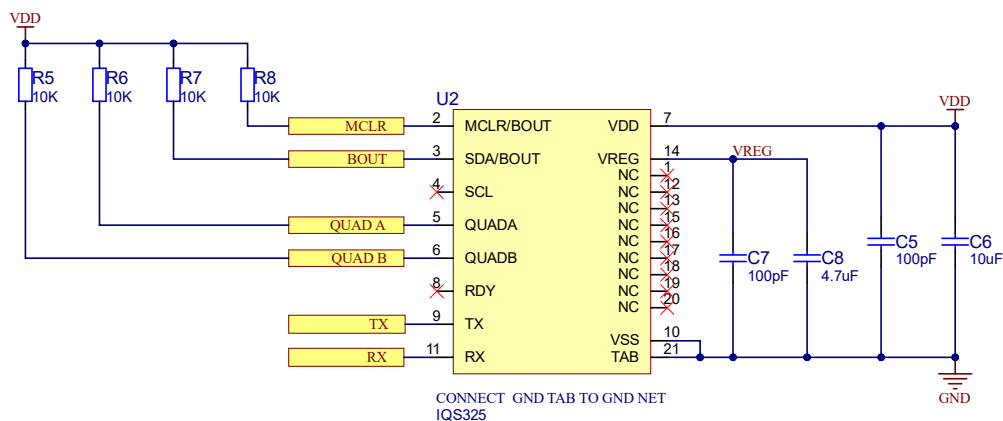 VDD
R5
10K
R6
10K
R7
10K
R8
10K
U2
MCLR 2 MCLR/BOUT
BOUT 3 SDA/BOUT
4 SCL
QUAD A 5 QUADA
QUAD B 6 QUADB
8 RDY
TX 9 TX
RX 11 RX
VDD 7
VREG 14 VREG
NC 1
NC 12
NC 13
NC 15
NC 16
NC 17
NC 18
NC 19
NC 20
VSS 10
TAB 21
VDD
C7
100pF
C8
4.7uF
C5
100pF
C6
10uF
GND
CONNECT GND TAB TO GND NET
IQS325